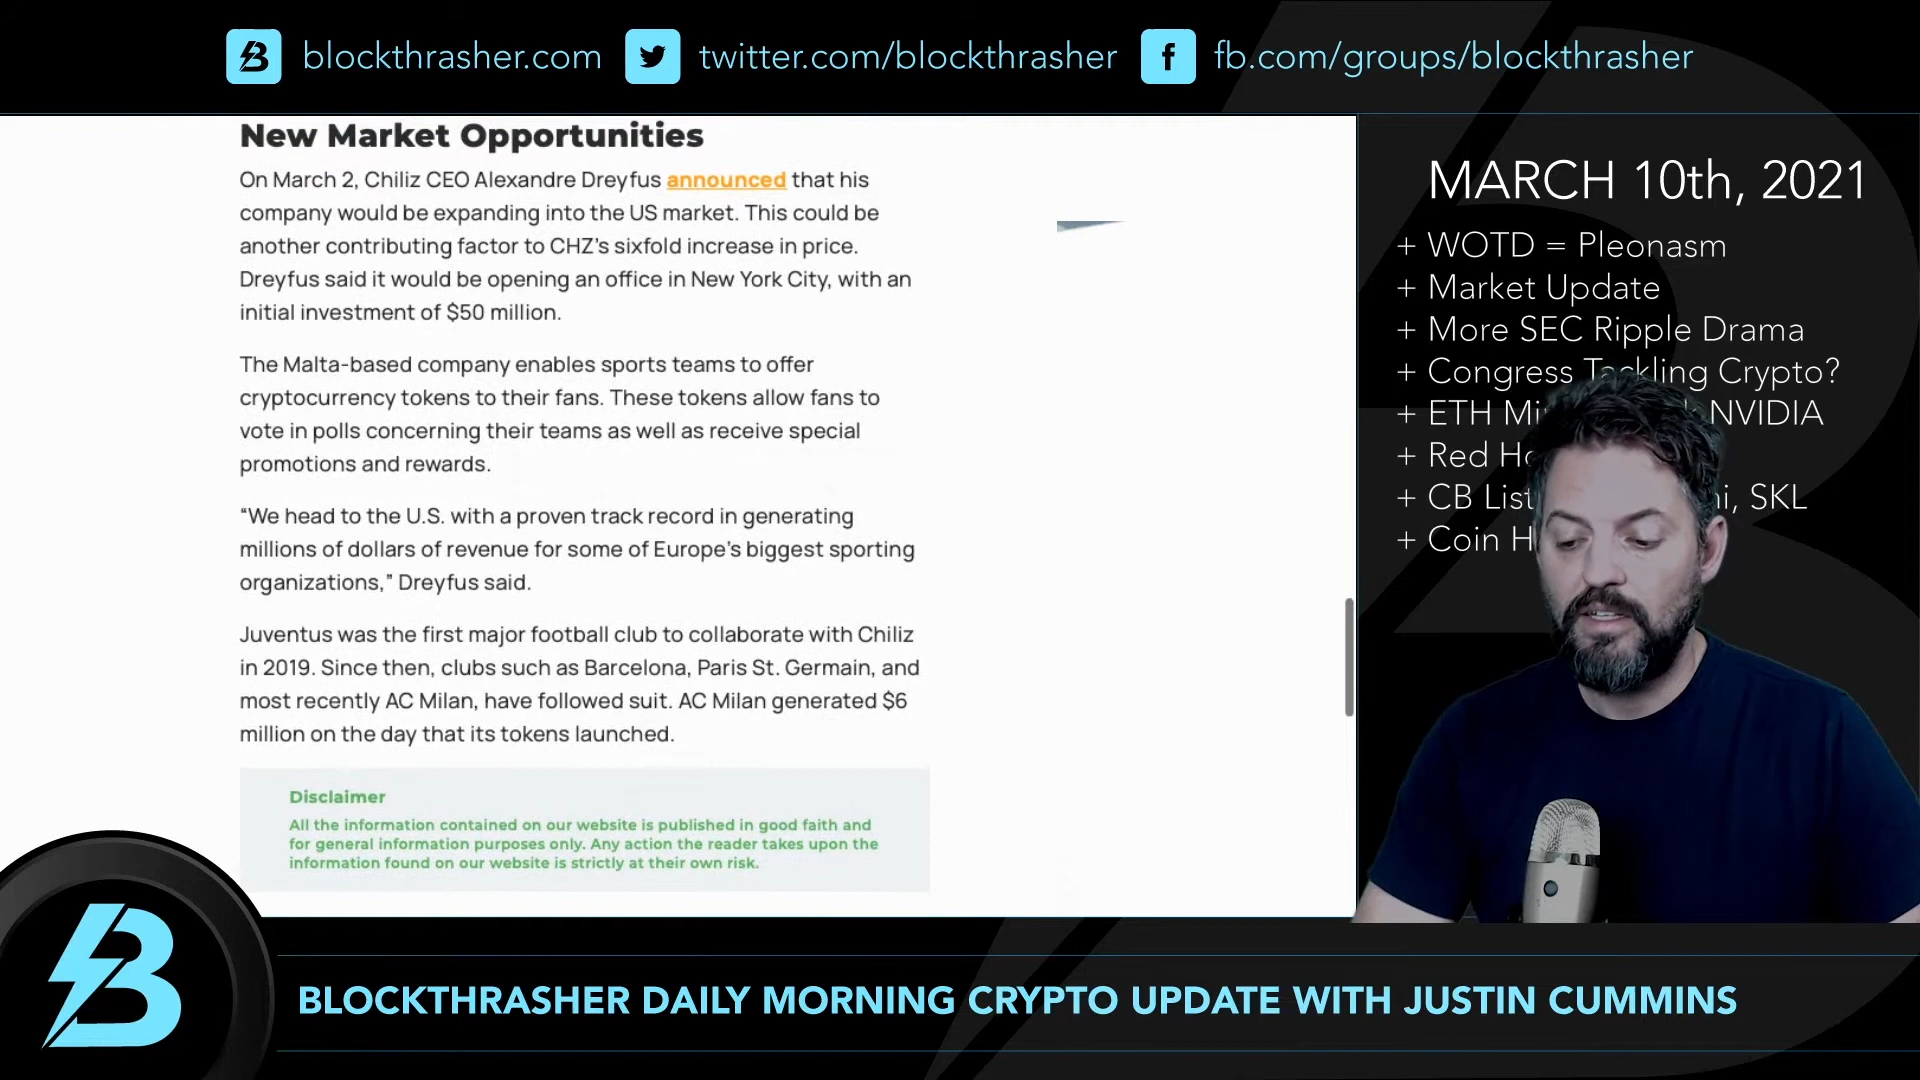 blockthrasher.com twitter.com/blockthrasher fb.com/groups/blockthrasher
New Market Opportunities
On March 2, Chiliz CEO Alexandre Dreyfus announced that his
company would be expanding into the US market. This could be
another contributing factor to CHZ's sixfold increase in price.
Dreyfus said it would be opening an office in New York City, with an
initial investment of $50 million.
The Malta-based company enables sports teams to offer
cryptocurrency tokens to their fans. These tokens allow fans to
vote in polls concerning their teams as well as receive special
promotions and rewards.
“We head to the U.S. with a proven track record in generating
millions of dollars of revenue for some of Europe's biggest sporting
organizations,” Dreyfus said.
Juventus was the first major football club to collaborate with Chiliz
in 2019. Since then, clubs such as Barcelona, Paris St. Germain, and
most recently AC Milan, have followed suit. AC Milan generated $6
million on the day that its tokens launched.
Disclaimer
All the information contained on our website is published in good faith and
for general information purposes only. Any action the reader takes upon the
information found on our website is strictly at their own risk.
MARCH 10th, 2021
+ WOTD = Pleonasm
+ Market Update
+ More SEC Ripple Drama
+ Congress Tackling Crypto?
+ ETH NVIDIA
+ Red
+ CB SKL
+ Coin
B
BLOCKTHRASHER DAILY MORNING CRYPTO UPDATE WITH JUSTIN CUMMINS